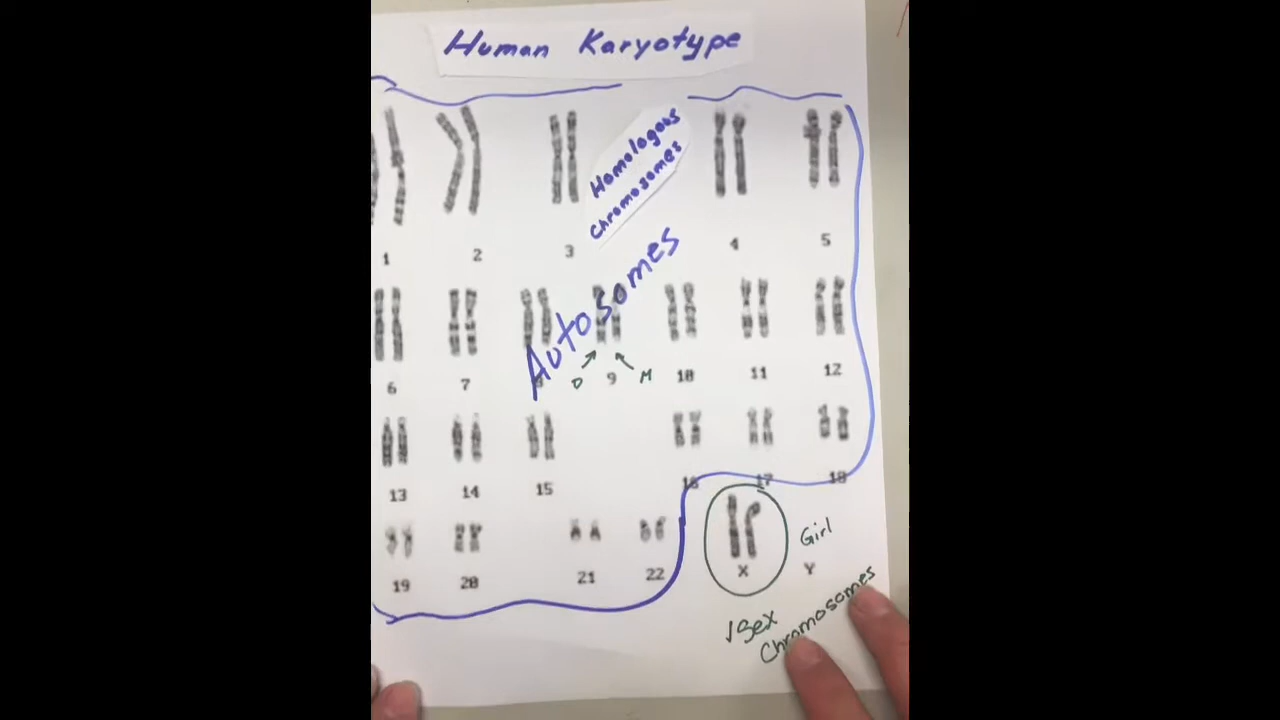 Human Karyotype
Homologous
Chromosomes
1 2 3 4 5
Autosomes
6 7 8 9 10 11 12
D M
13 14 15 16 17 18
19 20 21 22 X Y
Girl
√Sex
Chromosomes